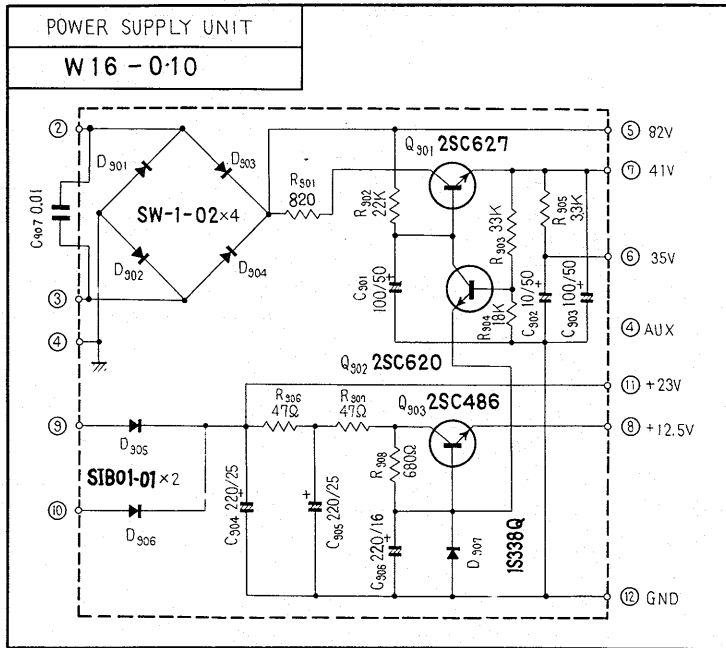 POWER SUPPLY UNIT
W16-0·10
② 
⑤ 82V
Q901 2SC627
⑦ 41V
D901
D903
R901
820
R902
22K
R903
33K
R905
3.3K
C907 0.01
SW-1-02×4
⑥ 35V
D902
D904
C901
100/50
+
R904
18K
C902
10/50
+
C903
100/50
+
③
④
④ AUX
Q902 2SC620
⑪ +23V
R906
47Ω
R907
47Ω
Q903 2SC486
⑨
⑧ +12.5V
D905
SIB01-01×2
R908
680Ω
⑩
D906
C904 220/25
+
C905 220/25
+
C906 220/16
+
D907
1S338Q
⑫ GND